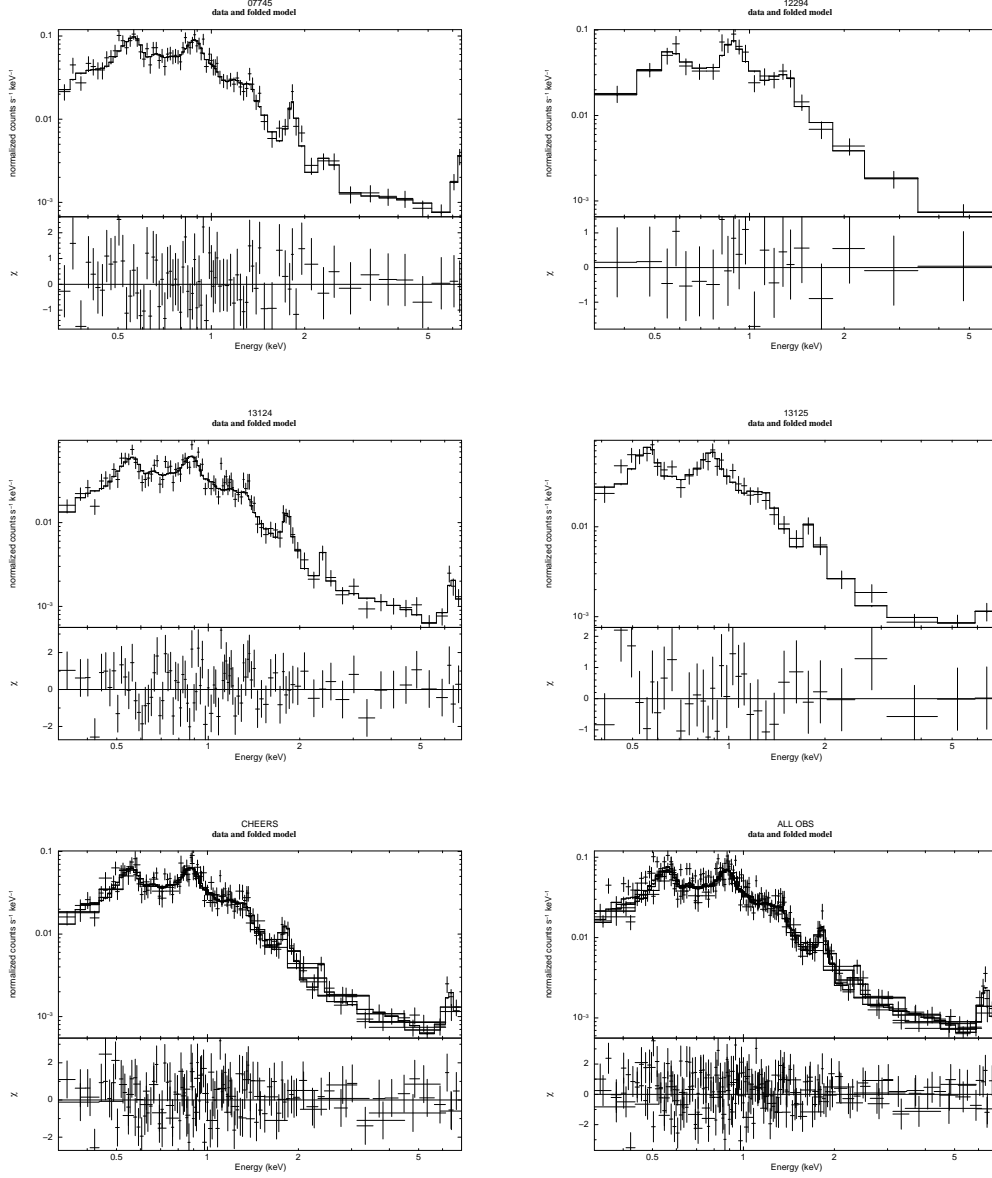 07745
data and folded model
0.1
0.01
10⁻³
normalized counts s⁻¹ keV⁻¹
2
1
0
−1
χ
0.5
1
2
5
Energy (keV)
12294
data and folded model
0.1
0.01
10⁻³
normalized counts s⁻¹ keV⁻¹
1
0
−1
χ
0.5
1
2
5
Energy (keV)
13124
data and folded model
0.01
10⁻³
normalized counts s⁻¹ keV⁻¹
2
0
−2
χ
0.5
1
2
5
Energy (keV)
13125
data and folded model
0.01
10⁻³
normalized counts s⁻¹ keV⁻¹
2
1
0
−1
χ
0.5
1
2
5
Energy (keV)
CHEERS
data and folded model
0.1
0.01
10⁻³
normalized counts s⁻¹ keV⁻¹
2
0
−2
χ
0.5
1
2
5
Energy (keV)
ALL OBS
data and folded model
0.1
0.01
10⁻³
normalized counts s⁻¹ keV⁻¹
2
0
−2
χ
0.5
1
2
5
Energy (keV)